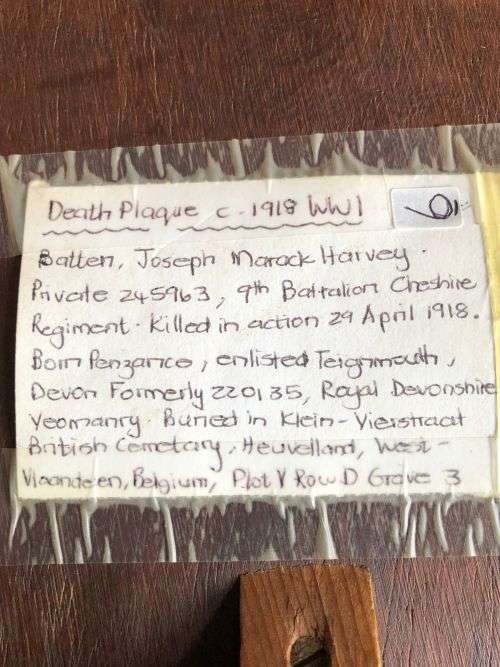 Death Plaque c. 1918 WW1
Batten, Joseph Marack Harvey.
Private 245963, 9th Battalion Cheshire
Regiment. Killed in action 29 April 1918.
Born Penzance, enlisted Teignmouth,
Devon Formerly 220135, Royal Devonshire
Yeomanry. Buried in Klein-Vierstraat
British Cemetary, Heuvelland, West-
Vlaandeen, Belgium, Plot V Row D Grave 3